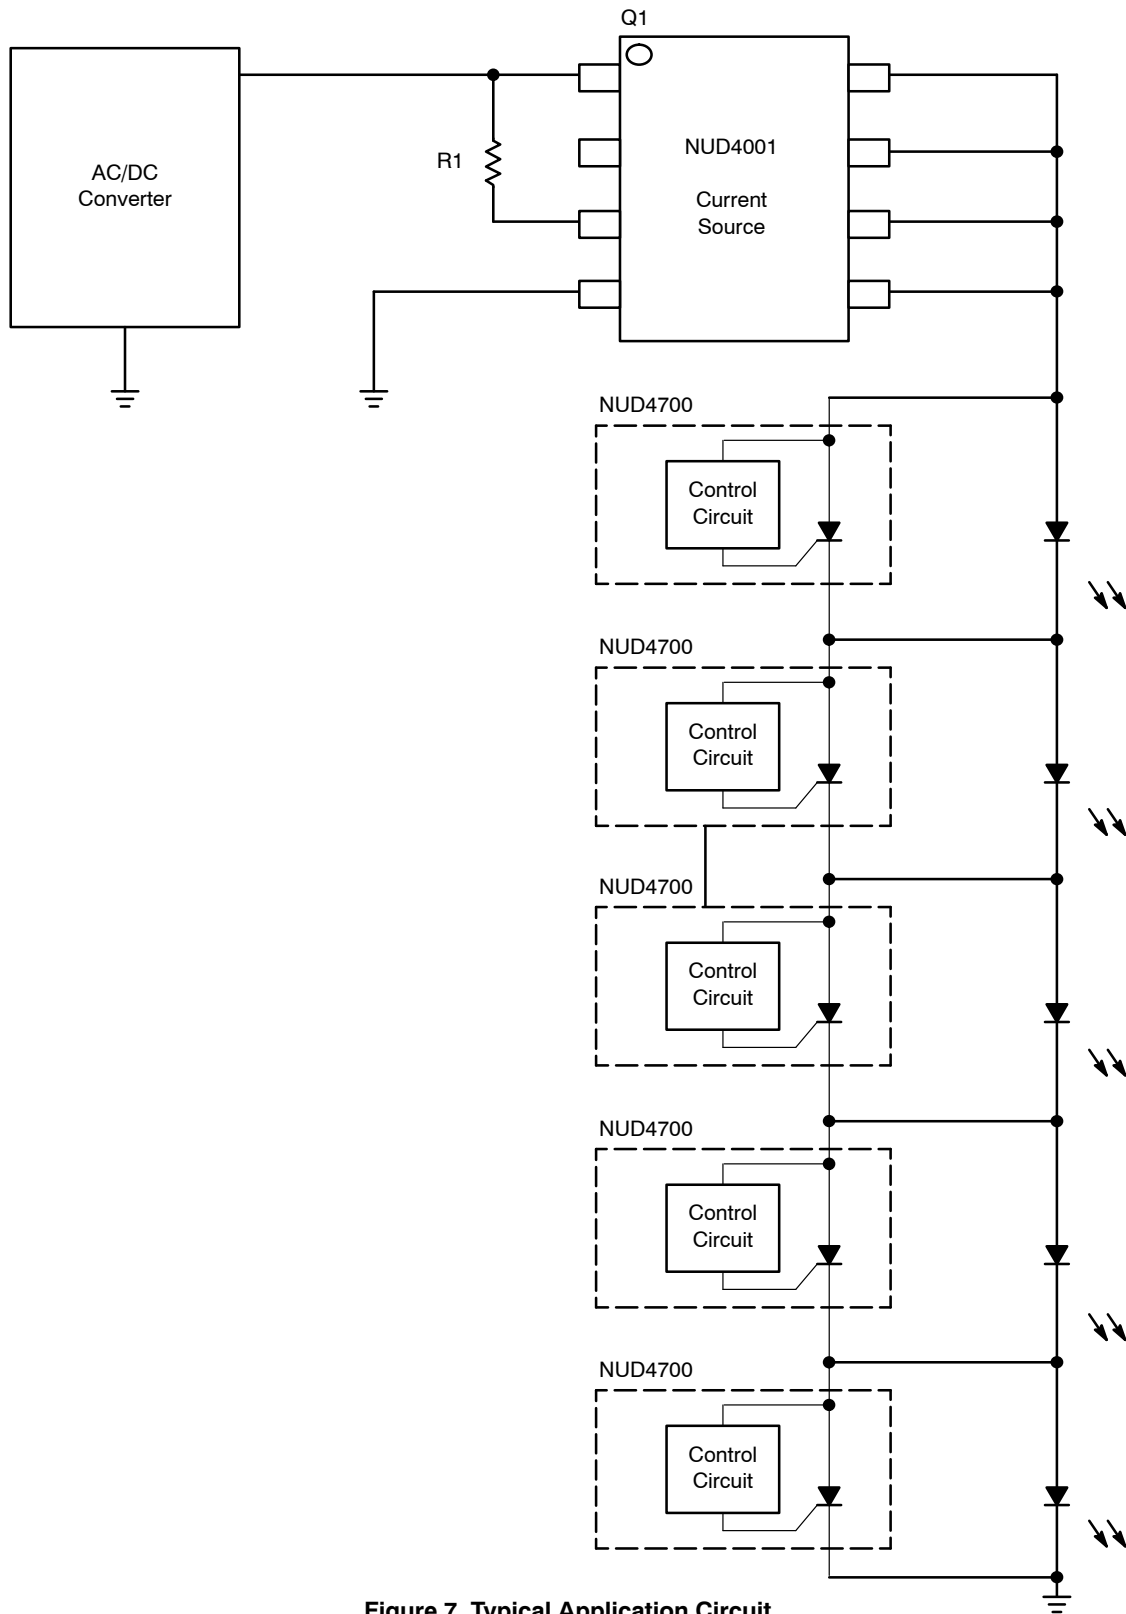 Q1
AC/DC
Converter
R1
NUD4001
Current
Source
NUD4700
Control
Circuit
NUD4700
Control
Circuit
NUD4700
Control
Circuit
NUD4700
Control
Circuit
NUD4700
Control
Circuit
Figure 7. Typical Application Circuit